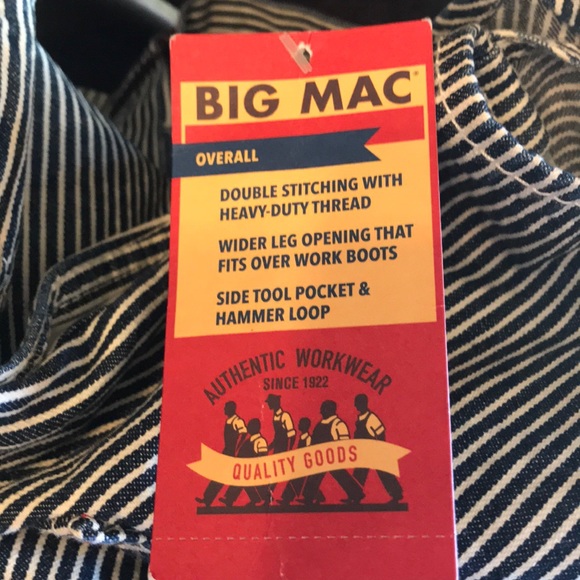 BIG MAC®
OVERALL
DOUBLE STITCHING WITH
HEAVY-DUTY THREAD
WIDER LEG OPENING THAT
FITS OVER WORK BOOTS
SIDE TOOL POCKET &
HAMMER LOOP
AUTHENTIC WORKWEAR
SINCE 1922
QUALITY GOODS